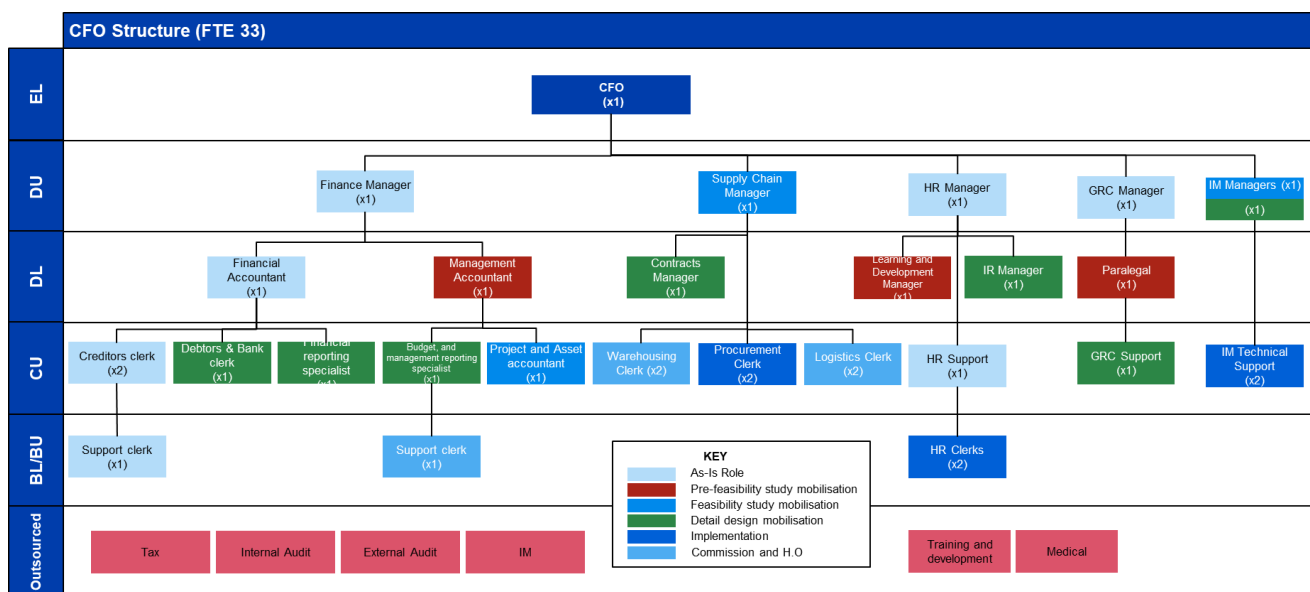 CFO Structure (FTE 33)
EL
CFO
(x1)
DU
Finance Manager
(x1)
Supply Chain
Manager
(x1)
HR Manager
(x1)
GRC Manager
(x1)
IM Managers (x1)
(x1)
DL
Financial
Accountant
(x1)
Management
Accountant
(x1)
Contracts
Manager
(x1)
Learning and
Development
Manager
(x1)
IR Manager
(x1)
Paralegal
(x1)
CU
Creditors clerk
(x2)
Debtors & Bank
clerk
(x1)
Financial
reporting
specialist
(x1)
Budget, and
management reporting
specialist
(x1)
Project and Asset
accountant
(x1)
Warehousing
Clerk (x2)
Procurement
Clerk
(x2)
Logistics Clerk
(x2)
HR Support
(x1)
GRC Support
(x1)
IM Technical
Support
(x2)
BL/BU
Support clerk
(x1)
Support clerk
(x1)
HR Clerks
(x2)
KEY
As-Is Role
Pre-feasibility study mobilisation
Feasibility study mobilisation
Detail design mobilisation
Implementation
Commission and H.O
Outsourced
Tax
Internal Audit
External Audit
IM
Training and
development
Medical